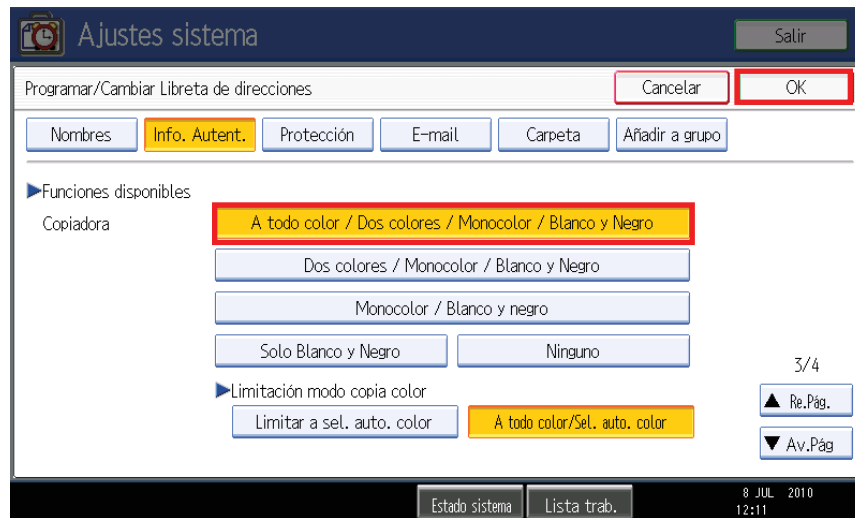 Ajustes sistema
Salir
Programar/Cambiar Libreta de direcciones
Cancelar
OK
Nombres
Info. Autent.
Protección
E-mail
Carpeta
Añadir a grupo
▶Funciones disponibles
Copiadora
A todo color / Dos colores / Monocolor / Blanco y Negro
Dos colores / Monocolor / Blanco y Negro
Monocolor / Blanco y negro
Solo Blanco y Negro
Ninguno
3/4
▶Limitación modo copia color
▲ Re.Pág.
Limitar a sel. auto. color
A todo color/Sel. auto. color
▼ Av.Pág
Estado sistema
Lista trab.
8 JUL 2010
12:11